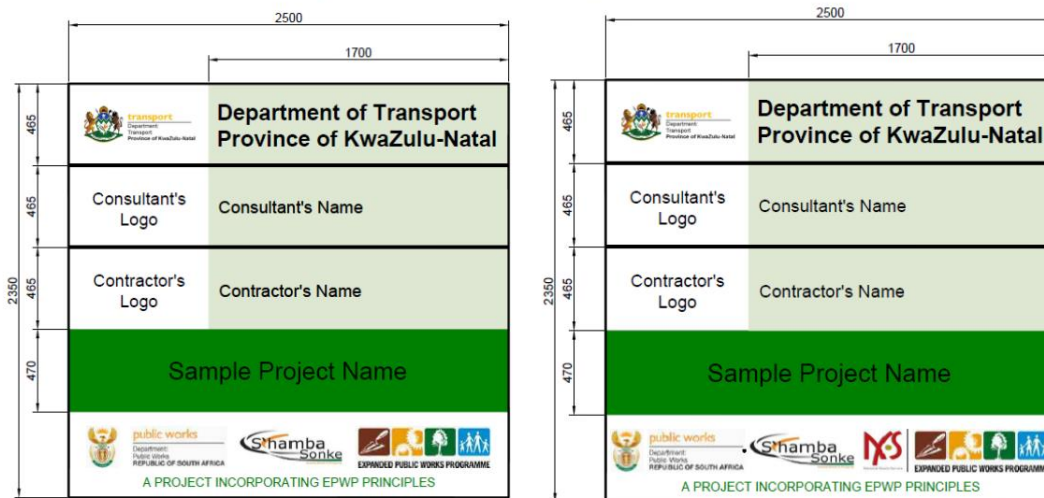 2500
1700
465
transport
Department:
Transport
Province of KwaZulu-Natal
Department of Transport
Province of KwaZulu-Natal
465
Consultant's
Logo
Consultant's Name
2350
465
Contractor's
Logo
Contractor's Name
470
Sample Project Name
public works
Department:
Public Works
REPUBLIC OF SOUTH AFRICA
S'hamba
Sonke
EXPANDED PUBLIC WORKS PROGRAMME
A PROJECT INCORPORATING EPWP PRINCIPLES
2500
1700
465
transport
Department:
Transport
Province of KwaZulu-Natal
Department of Transport
Province of KwaZulu-Natal
465
Consultant's
Logo
Consultant's Name
2350
465
Contractor's
Logo
Contractor's Name
470
Sample Project Name
public works
Department:
Public Works
REPUBLIC OF SOUTH AFRICA
S'hamba
Sonke
NYS
EXPANDED PUBLIC WORKS PROGRAMME
A PROJECT INCORPORATING EPWP PRINCIPLES